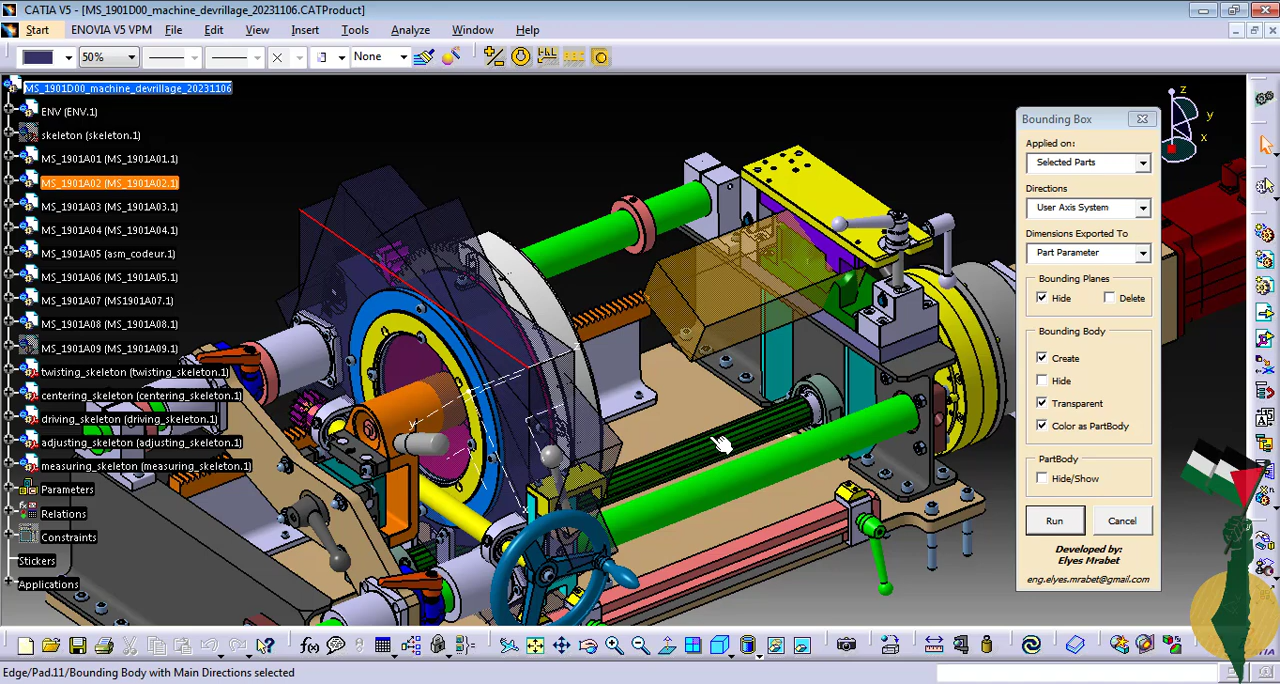 CATIA V5 - [MS_1901D00_machine_devrillage_20231106.CATProduct]
Start ENOVIA V5 VPM File Edit View Insert Tools Analyze Window Help
50% None
MS_1901D00_machine_devrillage_20231106
ENV (ENV.1)
skeleton (skeleton.1)
MS_1901A01 (MS_1901A01.1)
MS_1901A02 (MS_1901A02.1)
MS_1901A03 (MS_1901A03.1)
MS_1901A04 (MS_1901A04.1)
MS_1901A05 (asm_codeur.1)
MS_1901A06 (MS_1901A06.1)
MS_1901A07 (MS1901A07.1)
MS_1901A08 (MS_1901A08.1)
MS_1901A09 (MS_1901A09.1)
twisting_skeleton (twisting_skeleton.1)
centering_skeleton (centering_skeleton.1)
driving_skeleton (driving_skeleton.1)
adjusting_skeleton (adjusting_skeleton.1)
measuring_skeleton (measuring_skeleton.1)
Parameters
Relations
Constraints
Stickers
Applications
Bounding Box
Applied on:
Selected Parts
Directions
User Axis System
Dimensions Exported To
Part Parameter
Bounding Planes
Hide Delete
Bounding Body
Create
Hide
Transparent
Color as PartBody
PartBody
Hide/Show
Run Cancel
Developed by:
Elyes Mrabet
eng.elyes.mrabet@gmail.com
z
y
x
Edge/Pad.11/Bounding Body with Main Directions selected